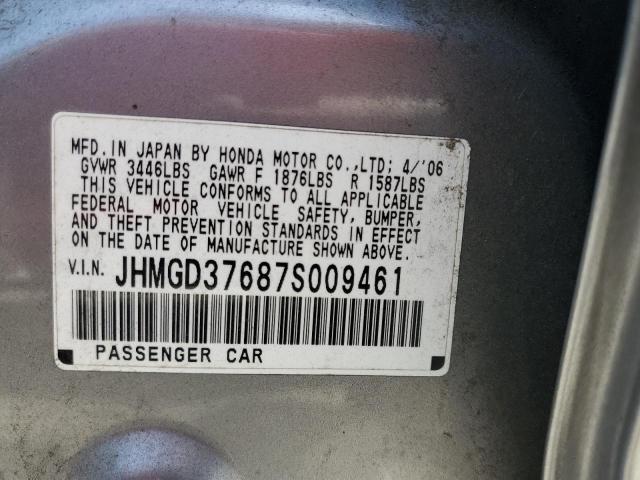 MFD.IN JAPAN BY HONDA MOTOR CO.,LTD; 4/'06
GVWR 3446LBS GAWR F 1876LBS R 1587LBS
THIS VEHICLE CONFORMS TO ALL APPLICABLE
FEDERAL MOTOR VEHICLE SAFETY, BUMPER,
AND THEFT PREVENTION STANDARDS IN EFFECT
ON THE DATE OF MANUFACTURE SHOWN ABOVE.
V.I.N. JHMGD37687S009461
PASSENGER CAR